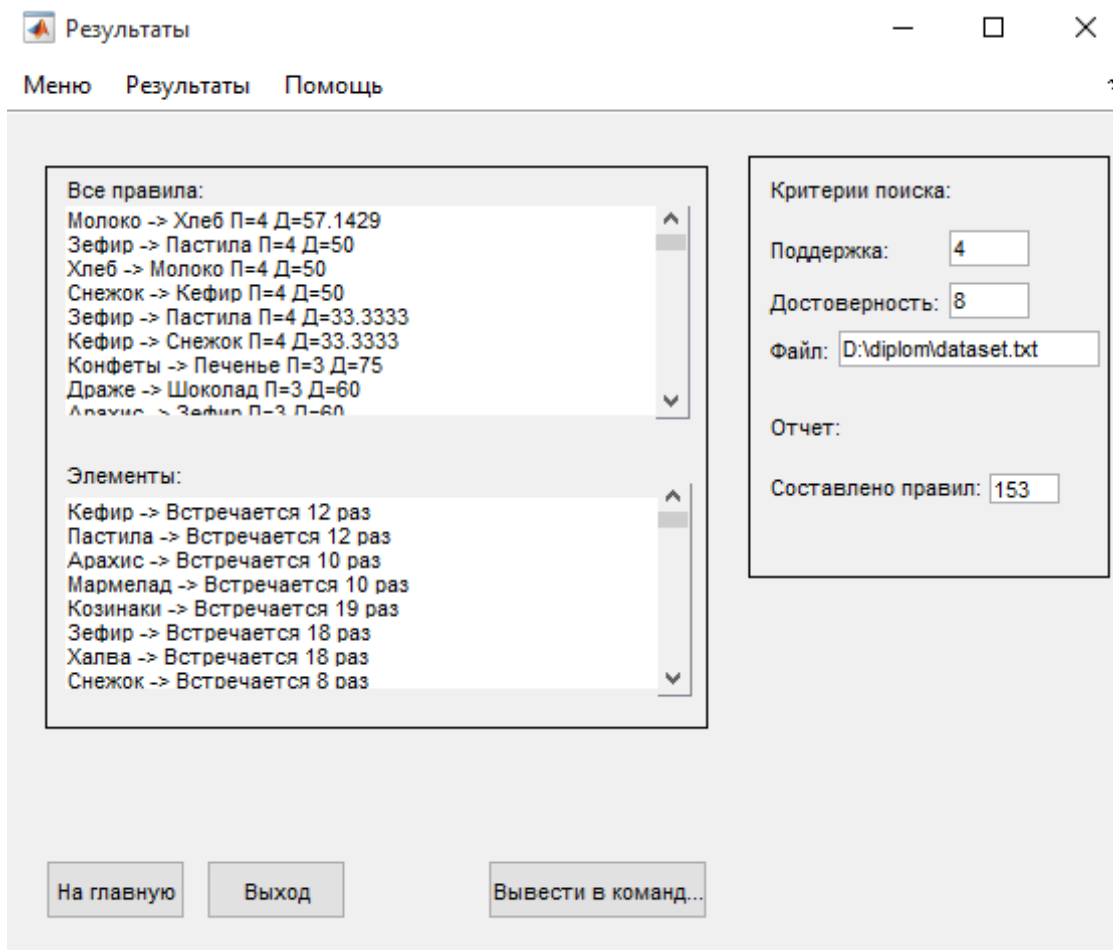 Результаты
Меню Результаты Помощь
Все правила:
Молоко -> Хлеб П=4 Д=57.1429
Зефир -> Пастила П=4 Д=50
Хлеб -> Молоко П=4 Д=50
Снежок -> Кефир П=4 Д=50
Зефир -> Пастила П=4 Д=33.3333
Кефир -> Снежок П=4 Д=33.3333
Конфеты -> Печенье П=3 Д=75
Драже -> Шоколад П=3 Д=60
Арахис -> Зефир П=3 Д=60
Элементы:
Кефир -> Встречается 12 раз
Пастила -> Встречается 12 раз
Арахис -> Встречается 10 раз
Мармелад -> Встречается 10 раз
Козинаки -> Встречается 19 раз
Зефир -> Встречается 18 раз
Халва -> Встречается 18 раз
Снежок -> Встречается 8 раз
Критерии поиска:
Поддержка: 4
Достоверность: 8
Файл: D:\diplom\dataset.txt
Отчет:
Составлено правил: 153
На главную
Выход
Вывести в команд...